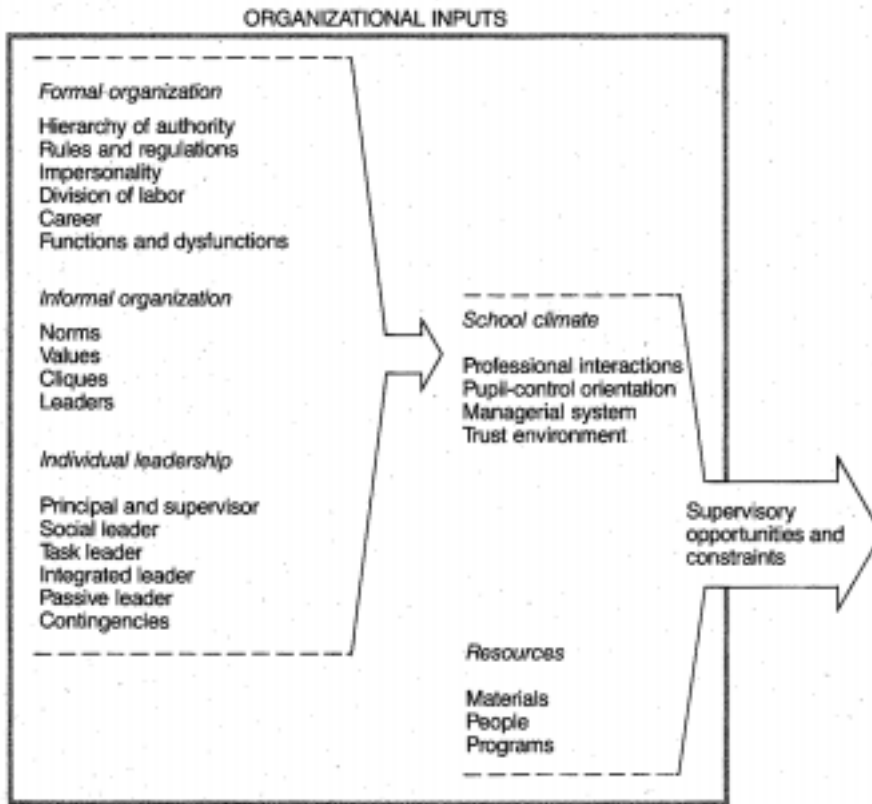 ORGANIZATIONAL INPUTS
Formal organization
Hierarchy of authority
Rules and regulations
Impersonality
Division of labor
Career
Functions and dysfunctions
Informal organization
Norms
Values
Cliques
Leaders
Individual leadership
Principal and supervisor
Social leader
Task leader
Integrated leader
Passive leader
Contingencies
School climate
Professional interactions
Pupil-control orientation
Managerial system
Trust environment
Resources
Materials
People
Programs
Supervisory
opportunities and
constraints